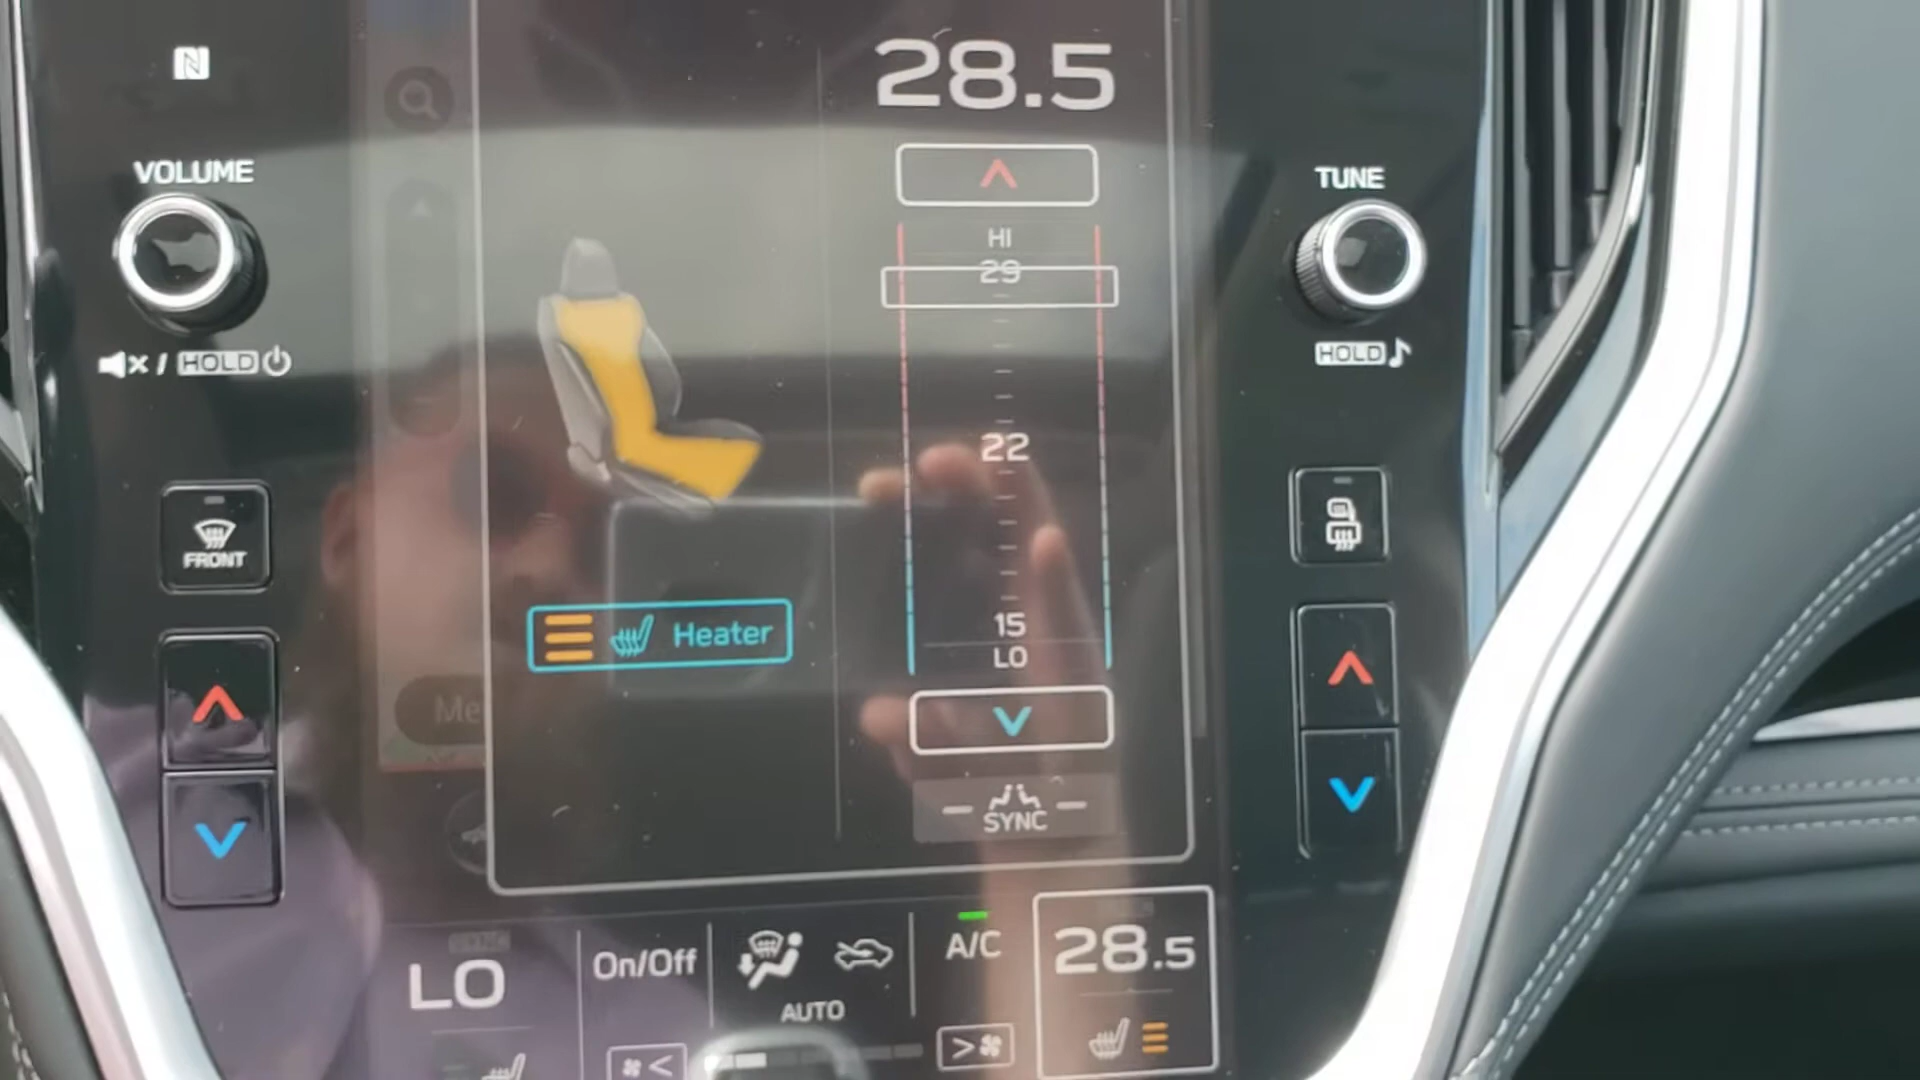 28.5
VOLUME
TUNE
HI
29
/ HOLD
HOLD
22
FRONT
Heater
15
LO
Me
SYNC
LO
On/Off
AUTO
A/C
28.5